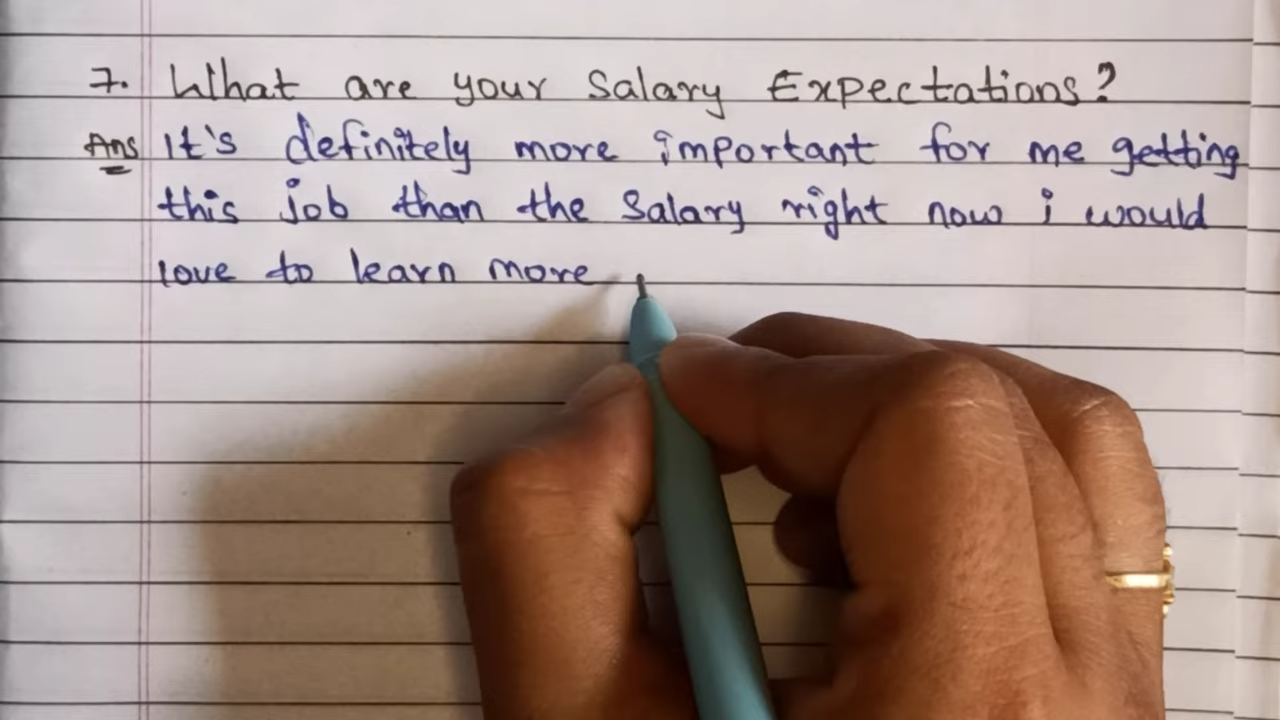 7. What are your Salary Expectations?
Ans It's definitely more important for me getting
this job than the Salary right now i would
love to learn more